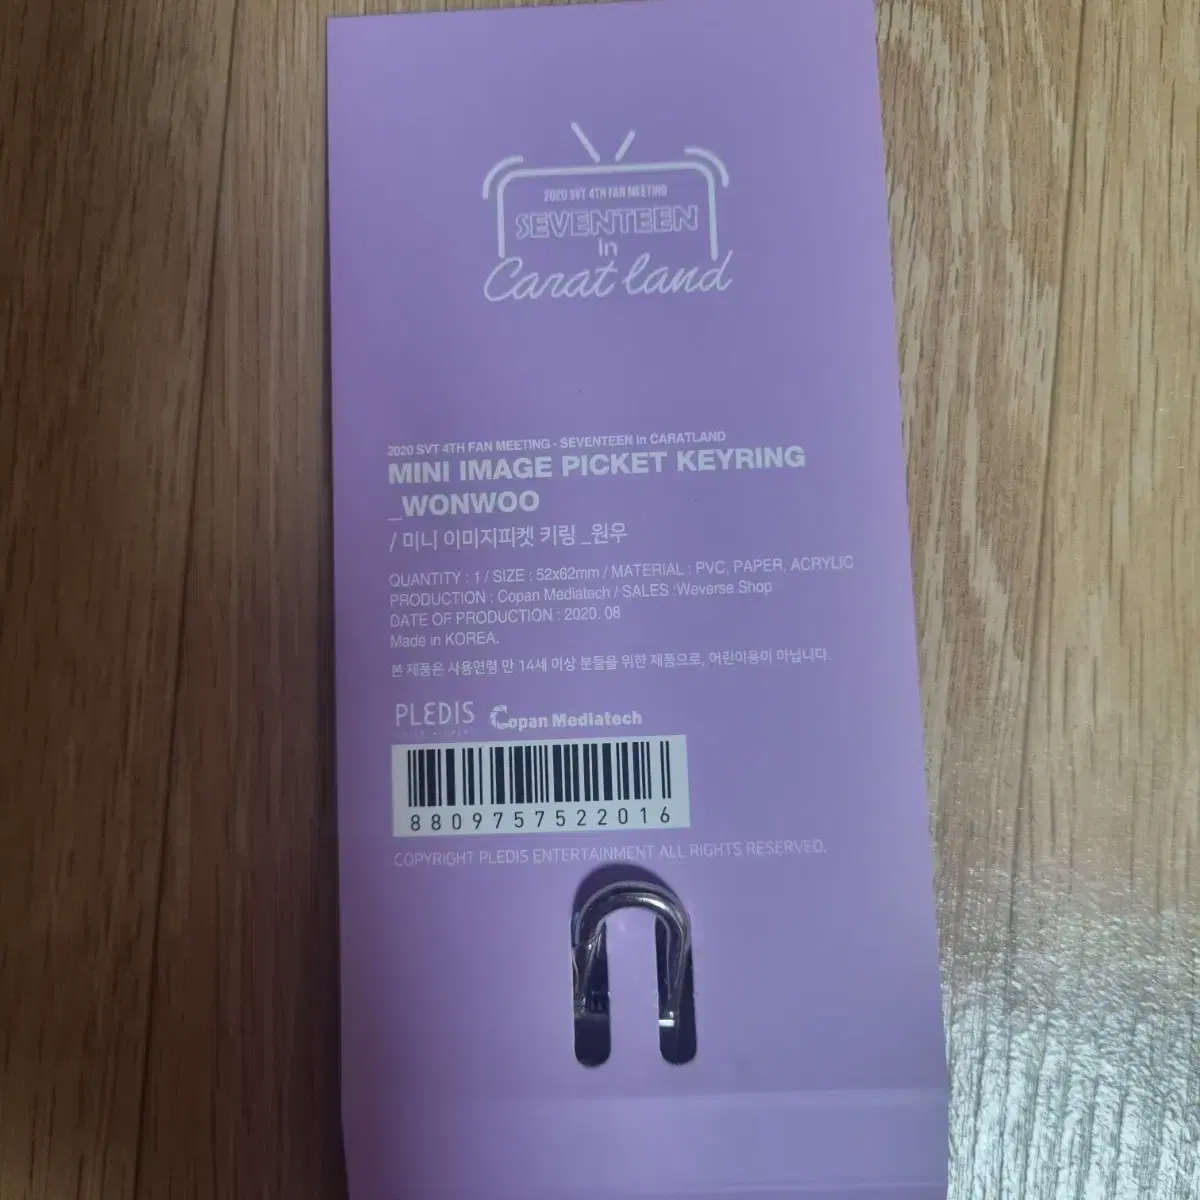 2020 SVT 4TH FAN MEETING
SEVENTEEN
in
Carat land
2020 SVT 4TH FAN MEETING - SEVENTEEN in CARATLAND
MINI IMAGE PICKET KEYRING
_WONWOO
/ 미니 이미지피켓 키링 _원우
QUANTITY : 1 / SIZE : 52x62mm / MATERIAL : PVC, PAPER, ACRYLIC
PRODUCTION : Copan Mediatech / SALES :Weverse Shop
DATE OF PRODUCTION : 2020. 08
Made in KOREA.
본 제품은 사용연령 만 14세 이상 분들을 위한 제품으로, 어린이용이 아닙니다.
PLEDIS Copan Mediatech
8809757522016
COPYRIGHT PLEDIS ENTERTAINMENT ALL RIGHTS RESERVED.